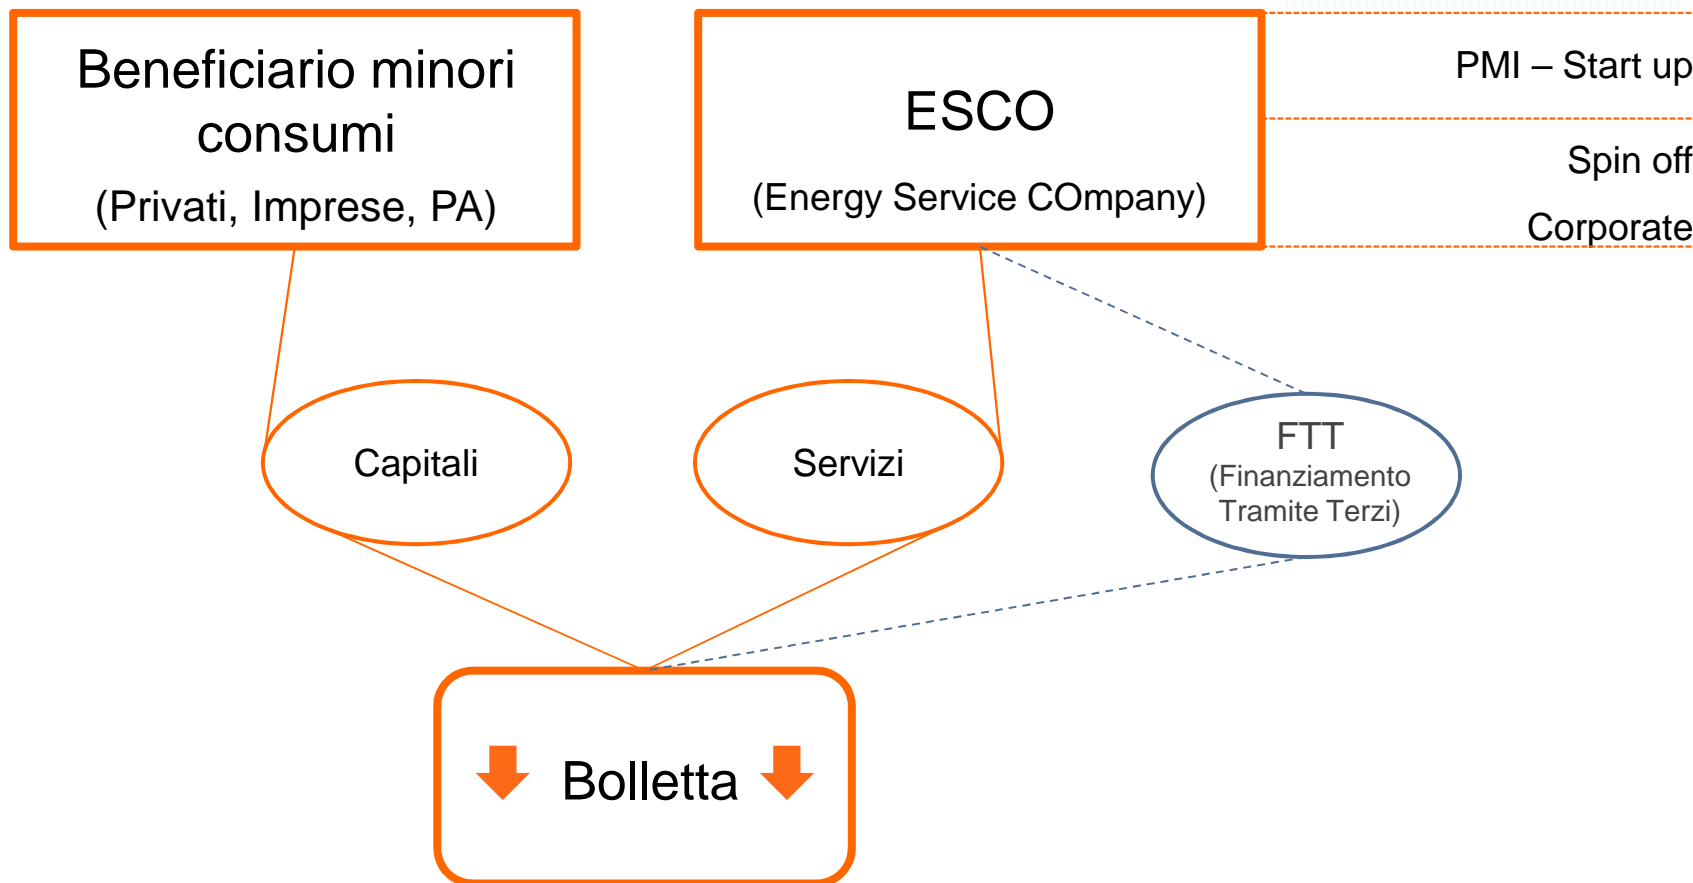 Beneficiario minori
consumi
(Privati, Imprese, PA)
ESCO
(Energy Service COmpany)
PMI – Start up
Spin off
Corporate
Capitali
Servizi
FTT
(Finanziamento
Tramite Terzi)
Bolletta